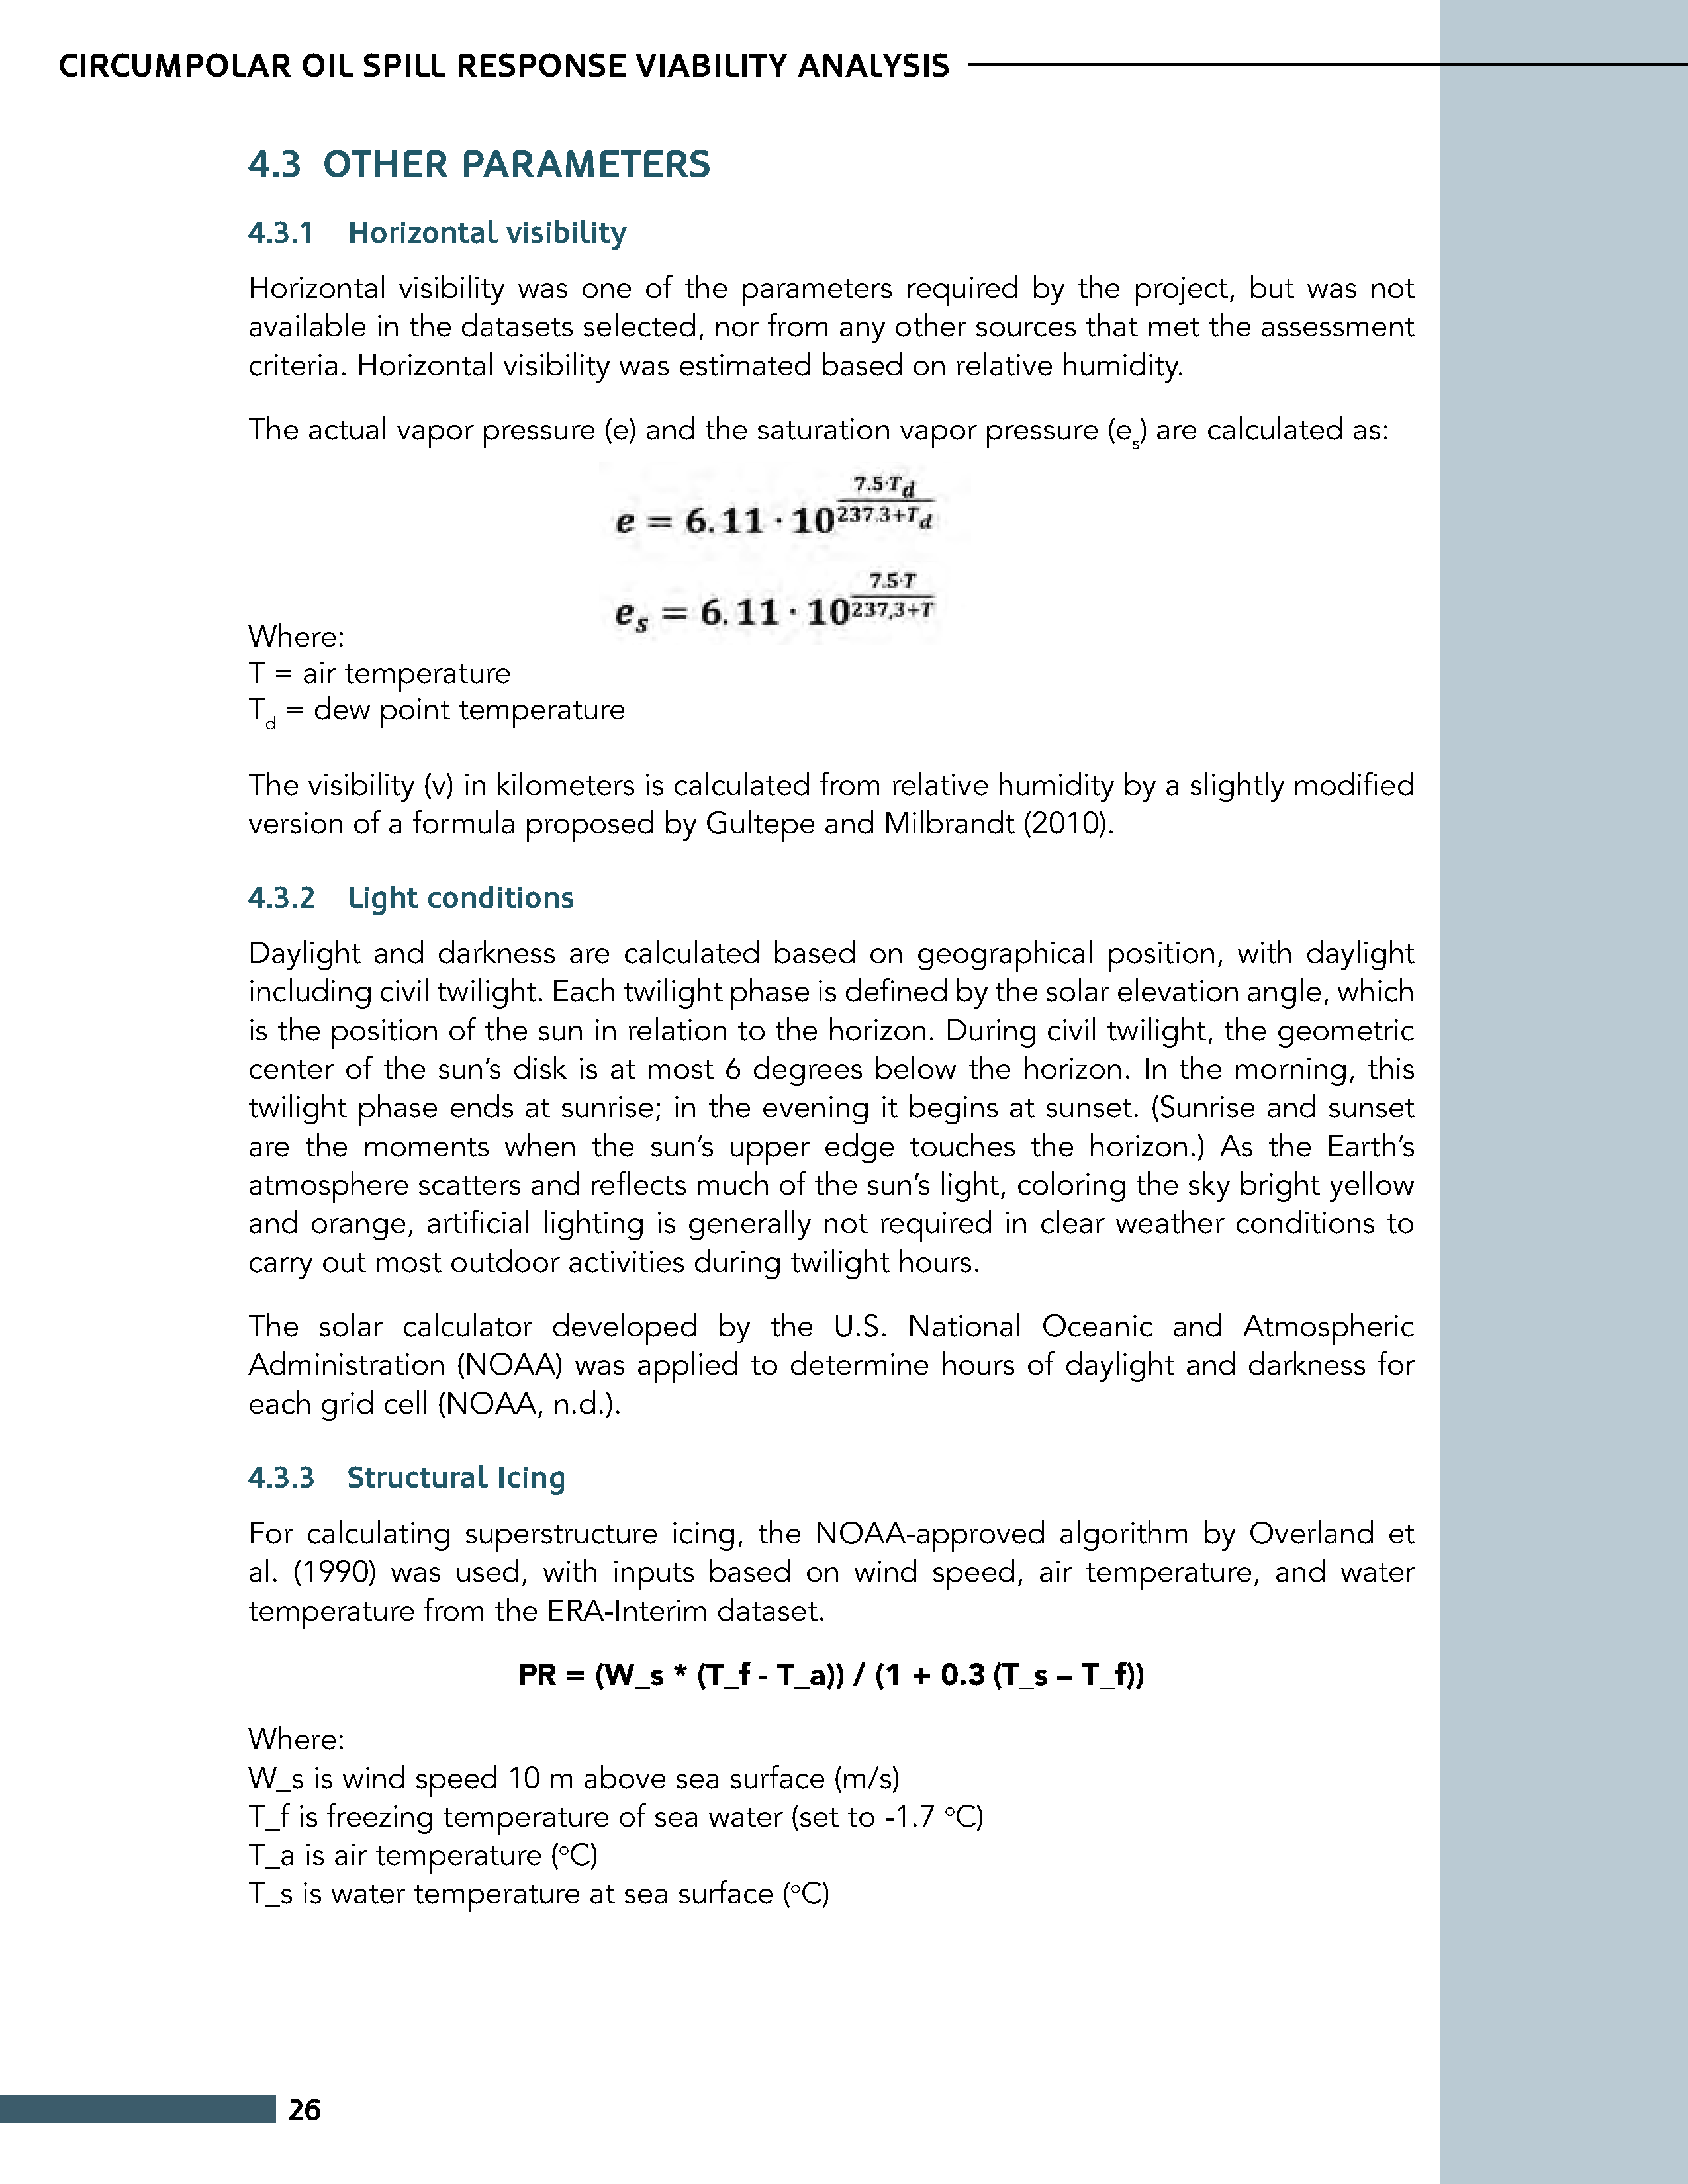 CIRCUMPOLAR OIL SPILL RESPONSE VIABILITY ANALYSIS
4.3 OTHER PARAMETERS
4.3.1 Horizontal visibility
Horizontal visibility was one of the parameters required by the project, but was not
available in the datasets selected, nor from any other sources that met the assessment
criteria. Horizontal visibility was estimated based on relative humidity.
The actual vapor pressure (e) and the saturation vapor pressure (e_s) are calculated as:
e = 6.11 · 10^(7.5·T_d / 237.3+T_d)
e_s = 6.11 · 10^(7.5·T / 237,3+T)
Where:
T = air temperature
T_d = dew point temperature
The visibility (v) in kilometers is calculated from relative humidity by a slightly modified
version of a formula proposed by Gultepe and Milbrandt (2010).
4.3.2 Light conditions
Daylight and darkness are calculated based on geographical position, with daylight
including civil twilight. Each twilight phase is defined by the solar elevation angle, which
is the position of the sun in relation to the horizon. During civil twilight, the geometric
center of the sun’s disk is at most 6 degrees below the horizon. In the morning, this
twilight phase ends at sunrise; in the evening it begins at sunset. (Sunrise and sunset
are the moments when the sun’s upper edge touches the horizon.) As the Earth’s
atmosphere scatters and reflects much of the sun’s light, coloring the sky bright yellow
and orange, artificial lighting is generally not required in clear weather conditions to
carry out most outdoor activities during twilight hours.
The solar calculator developed by the U.S. National Oceanic and Atmospheric
Administration (NOAA) was applied to determine hours of daylight and darkness for
each grid cell (NOAA, n.d.).
4.3.3 Structural Icing
For calculating superstructure icing, the NOAA-approved algorithm by Overland et
al. (1990) was used, with inputs based on wind speed, air temperature, and water
temperature from the ERA-Interim dataset.
PR = (W_s * (T_f - T_a)) / (1 + 0.3 (T_s – T_f))
Where:
W_s is wind speed 10 m above sea surface (m/s)
T_f is freezing temperature of sea water (set to -1.7 °C)
T_a is air temperature (°C)
T_s is water temperature at sea surface (°C)
26